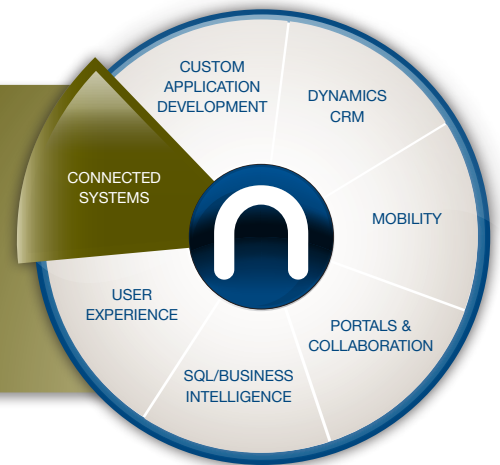 CUSTOM
APPLICATION
DEVELOPMENT
DYNAMICS
CRM
CONNECTED
SYSTEMS
MOBILITY
USER
EXPERIENCE
PORTALS &
COLLABORATION
SQL/BUSINESS
INTELLIGENCE